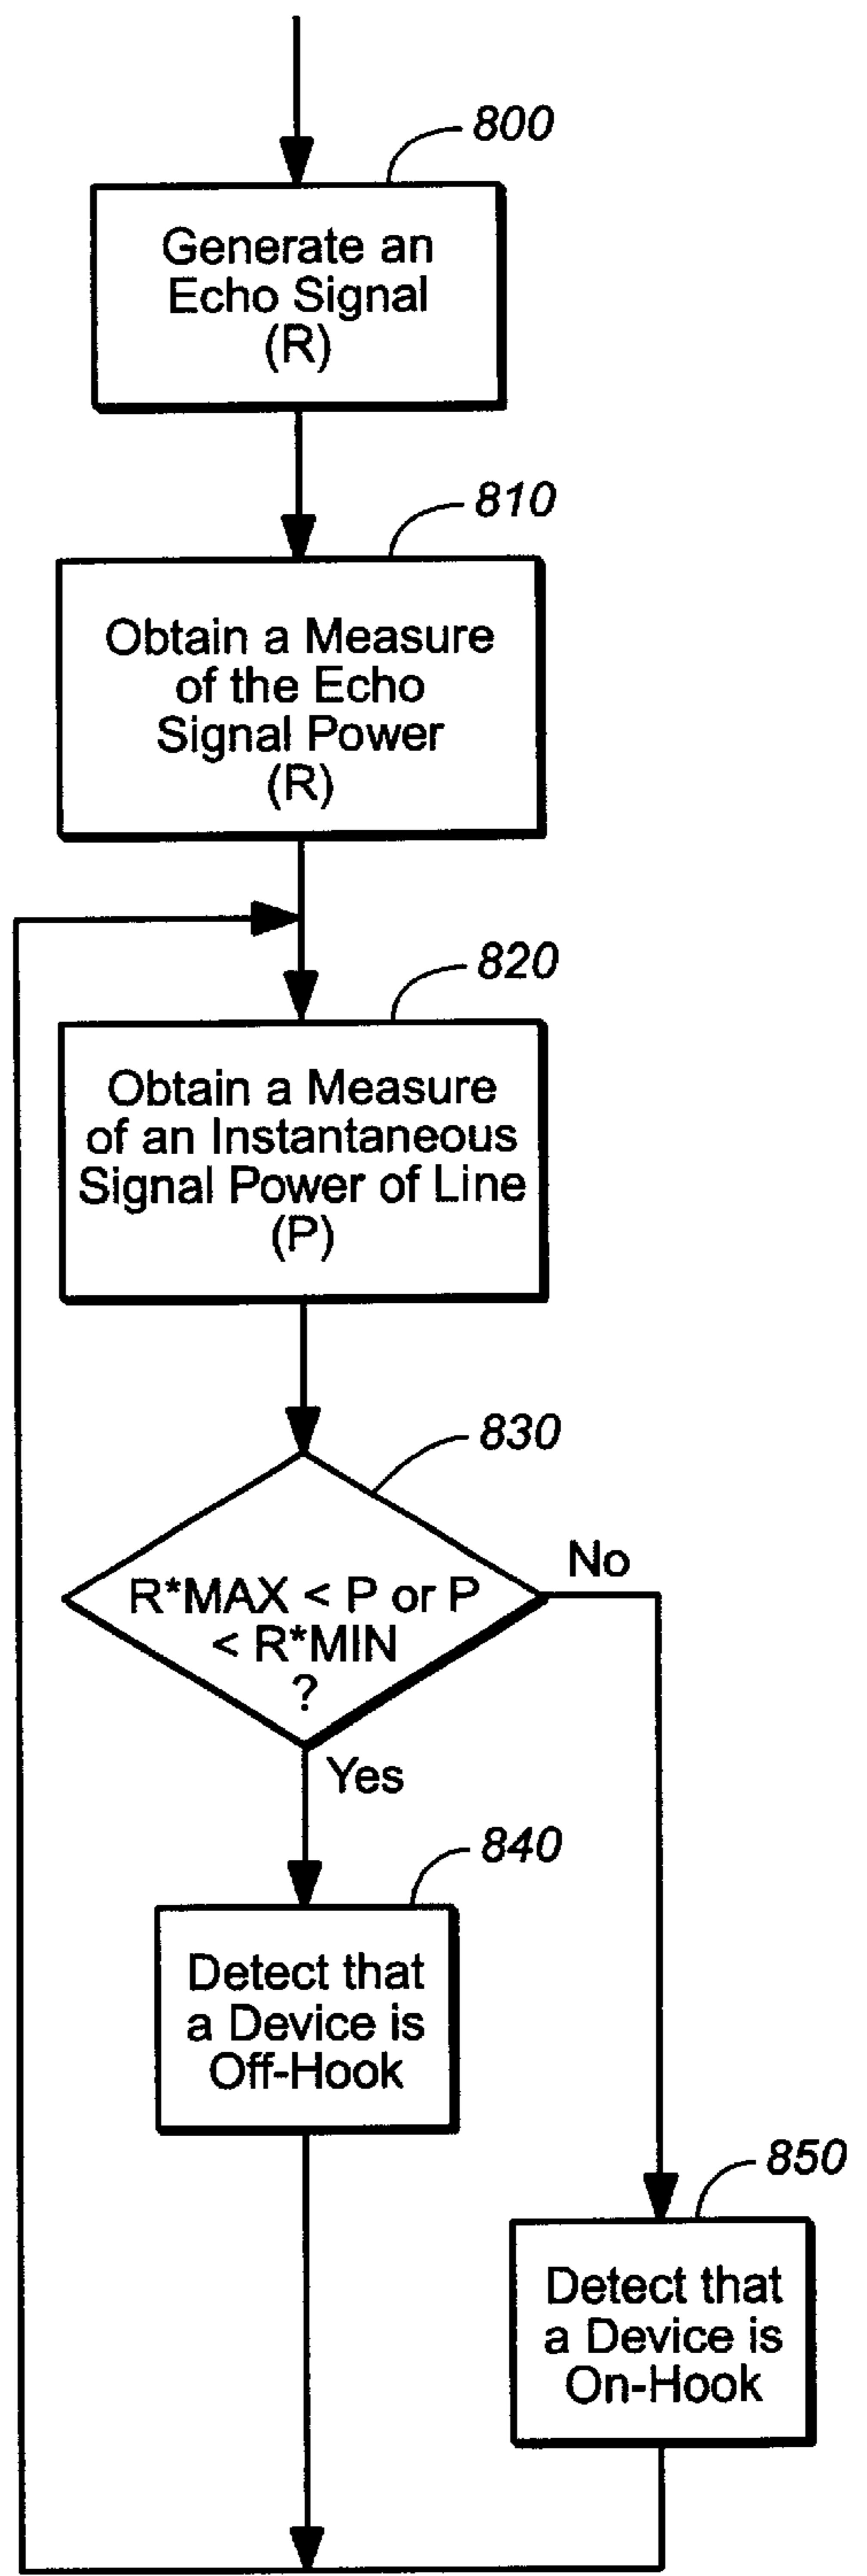 800
Generate an
Echo Signal
(R)
810
Obtain a Measure
of the Echo
Signal Power
(R)
820
Obtain a Measure
of an Instantaneous
Signal Power of Line
(P)
830
R*MAX < P or P
< R*MIN
?
No
Yes
840
Detect that
a Device is
Off-Hook
850
Detect that
a Device is
On-Hook